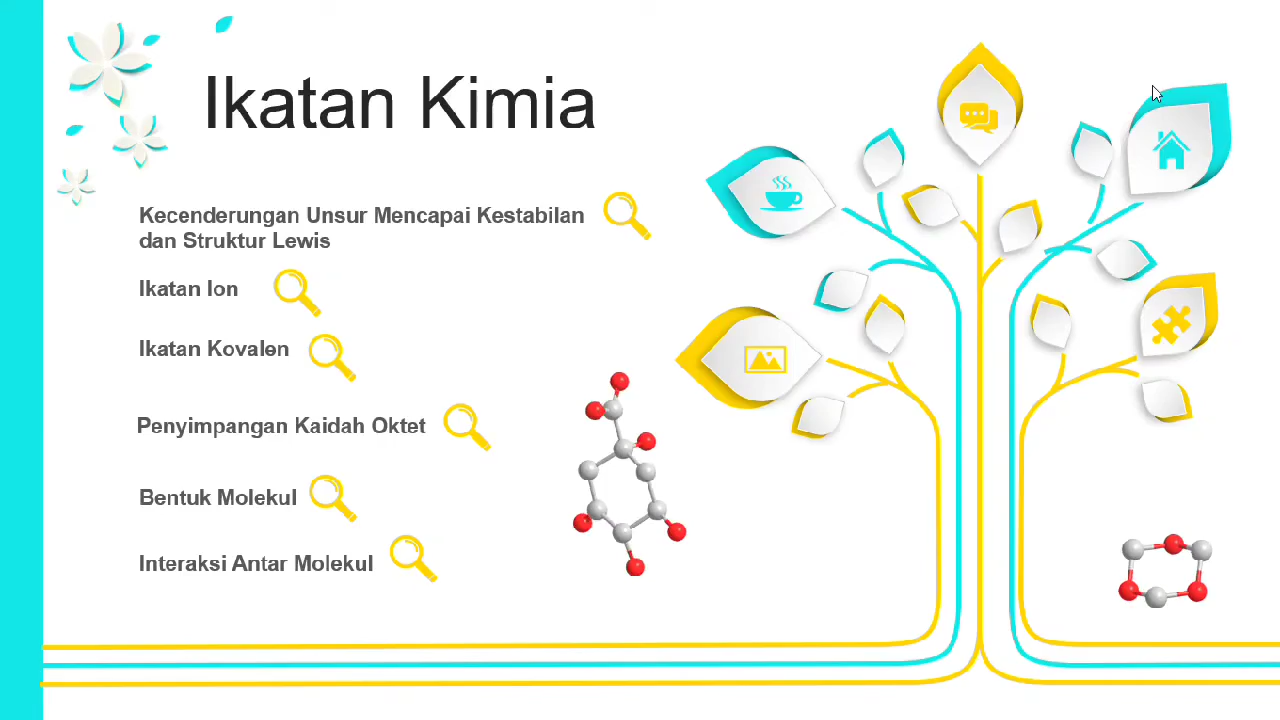 Ikatan Kimia
Kecenderungan Unsur Mencapai Kestabilan
dan Struktur Lewis
Ikatan Ion
Ikatan Kovalen
Penyimpangan Kaidah Oktet
Bentuk Molekul
Interaksi Antar Molekul